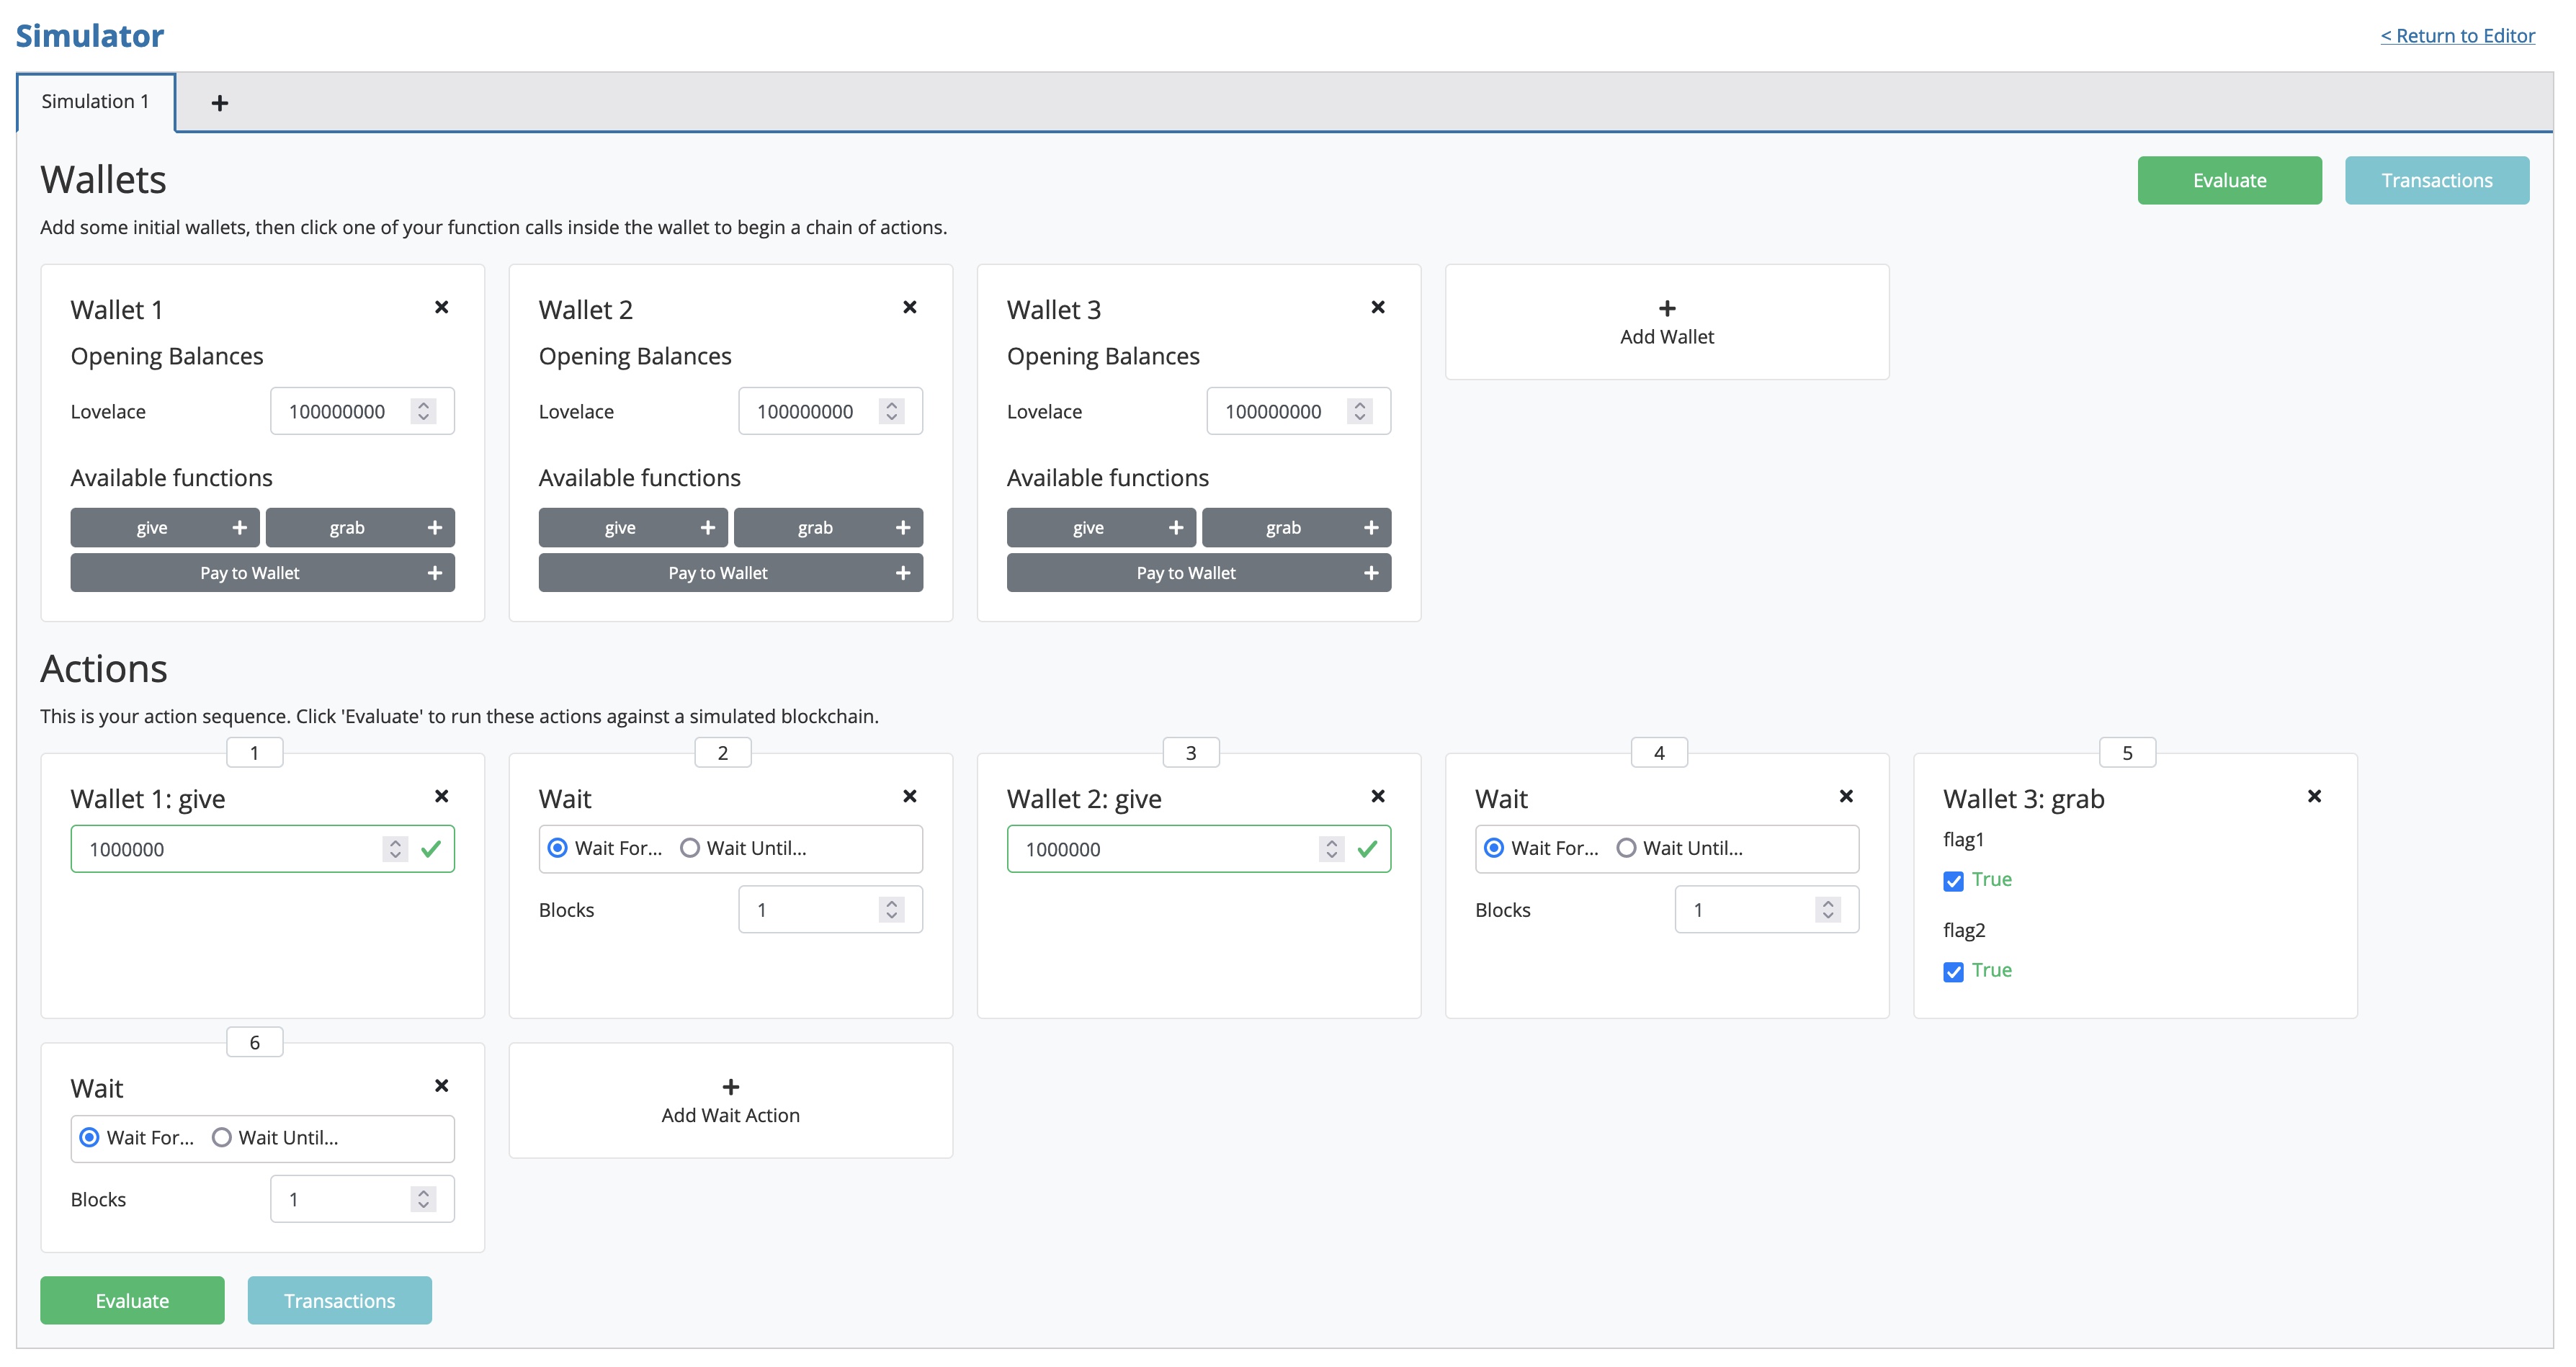 Simulator
< Return to Editor
Simulation 1
+
Wallets
Evaluate
Transactions
Add some initial wallets, then click one of your function calls inside the wallet to begin a chain of actions.
Wallet 1
Opening Balances
Lovelace
100000000
Available functions
give +
grab +
Pay to Wallet +
Wallet 2
Opening Balances
Lovelace
100000000
Available functions
give +
grab +
Pay to Wallet +
Wallet 3
Opening Balances
Lovelace
100000000
Available functions
give +
grab +
Pay to Wallet +
+
Add Wallet
Actions
This is your action sequence. Click 'Evaluate' to run these actions against a simulated blockchain.
1
Wallet 1: give
1000000
2
Wait
Wait For... Wait Until...
Blocks
1
3
Wallet 2: give
1000000
4
Wait
Wait For... Wait Until...
Blocks
1
5
Wallet 3: grab
flag1
True
flag2
True
6
Wait
Wait For... Wait Until...
Blocks
1
+
Add Wait Action
Evaluate
Transactions